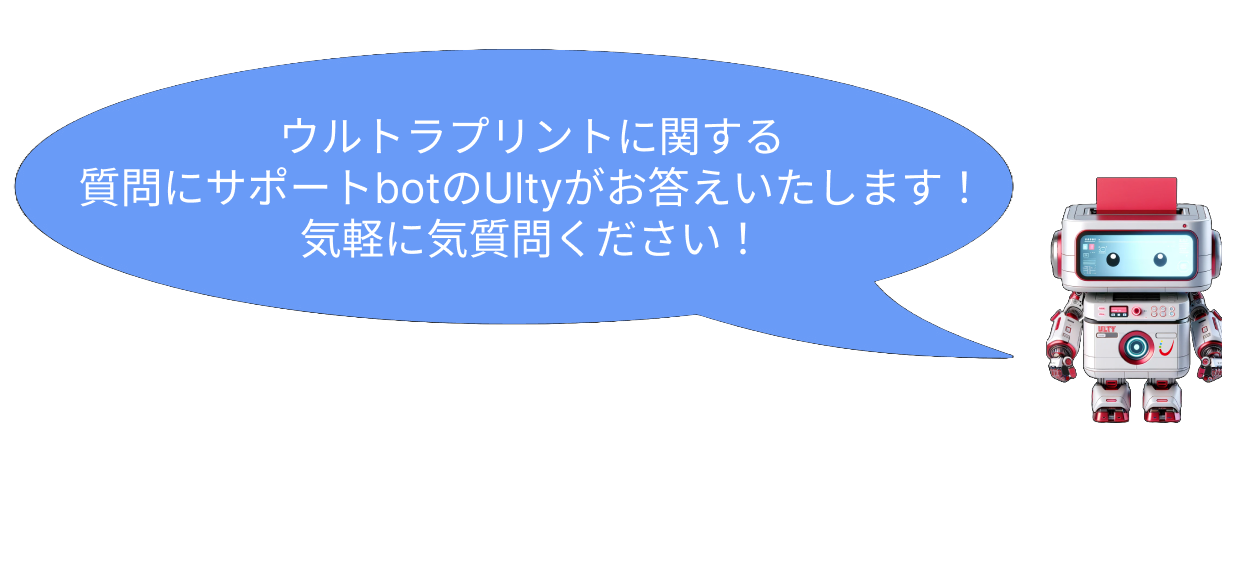 ウルトラプリントに関する
質問にサポートbotのUltyがお答えいたします！
気軽に気質問ください！
ULTY